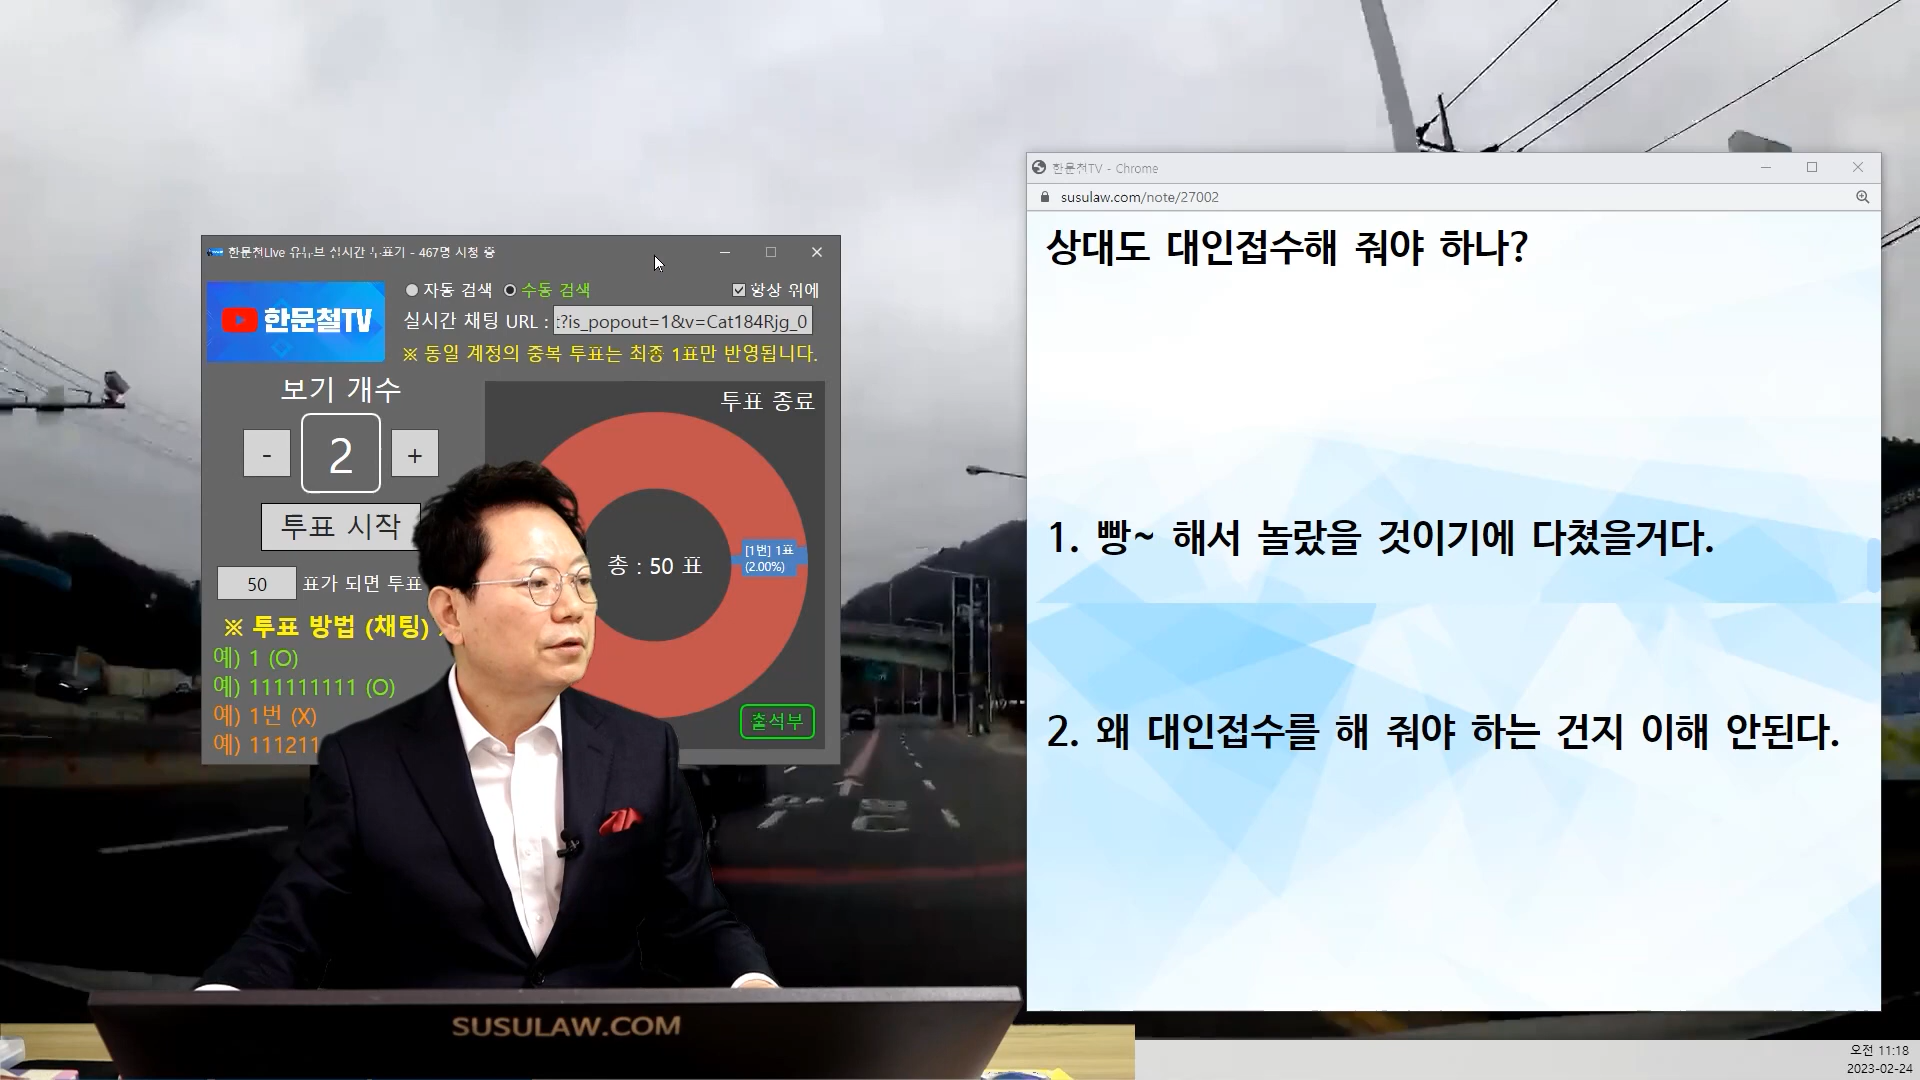 한문철Live 유튜브 실시간 투표기 - 467명 시청 중
한문철TV
자동 검색 수동 검색 항상 위에
실시간 채팅 URL : t?is_popout=1&v=Cat184Rjg_0
※ 동일 계정의 중복 투표는 최종 1표만 반영됩니다.
보기 개수
- 2 +
투표 시작
50 표가 되면 투표
※ 투표 방법 (채팅)
예) 1 (O)
예) 111111111 (O)
예) 1번 (X)
예) 111211
투표 종료
총 : 50 표
[1번] 1표
(2.00%)
출석부
SUSULAW.COM
한문철TV - Chrome
susulaw.com/note/27002
상대도 대인접수해 줘야 하나?
1. 빵~ 해서 놀랐을 것이기에 다쳤을거다.
2. 왜 대인접수를 해 줘야 하는 건지 이해 안된다.
오전 11:18
2023-02-24